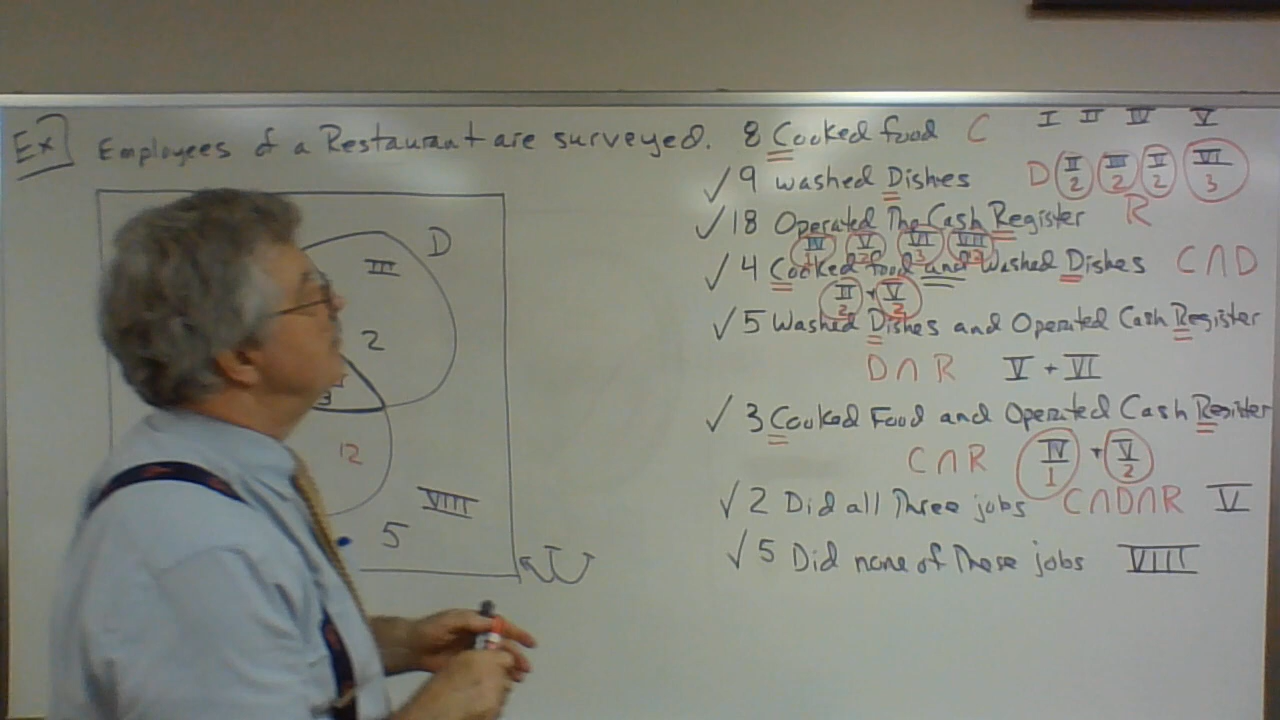 Ex] Employees of a Restaurant are surveyed. 8 Cooked food C I II IV V
✓ 9 washed Dishes D II 2 III 2 V 2 VI 3
✓ 18 Operated The Cash Register R
IV 1 V 2 VI 3 VII
✓ 4 Cooked food and Washed Dishes C∩D
II 2 + V 2
✓ 5 Washed Dishes and Operated Cash Register
D∩R V + VI
✓ 3 Cooked Food and Operated Cash Register
C∩R IV 1 + V 2
✓ 2 Did all Three jobs C∩D∩R V
✓ 5 Did none of These jobs VIII
D
III
2
3
12
VIII
5
U